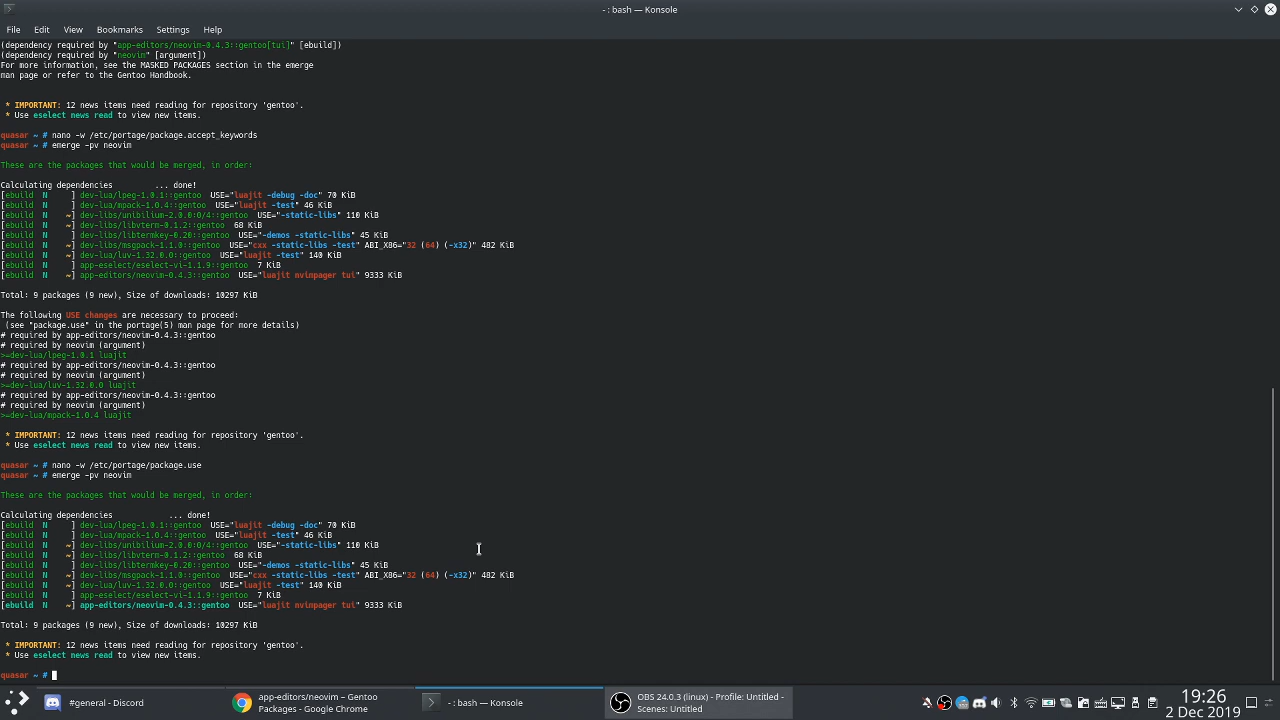 - : bash — Konsole
File Edit View Bookmarks Settings Help
(dependency required by "app-editors/neovim-0.4.3::gentoo[tui]" [ebuild])
(dependency required by "neovim" [argument])
For more information, see the MASKED PACKAGES section in the emerge
man page or refer to the Gentoo Handbook.
* IMPORTANT: 12 news items need reading for repository 'gentoo'.
* Use eselect news read to view new items.
quasar ~ # nano -w /etc/portage/package.accept_keywords
quasar ~ # emerge -pv neovim
These are the packages that would be merged, in order:
Calculating dependencies ... done!
[ebuild N ] dev-lua/lpeg-1.0.1::gentoo USE="luajit -debug -doc" 70 KiB
[ebuild N ] dev-lua/mpack-1.0.4::gentoo USE="luajit -test" 46 KiB
[ebuild N ~] dev-libs/unibilium-2.0.0:0/4::gentoo USE="-static-libs" 110 KiB
[ebuild N ~] dev-libs/libvterm-0.1.2::gentoo 68 KiB
[ebuild N ~] dev-libs/libtermkey-0.20::gentoo USE="-demos -static-libs" 45 KiB
[ebuild N ~] dev-libs/msgpack-1.1.0::gentoo USE="cxx -static-libs -test" ABI_X86="32 (64) (-x32)" 482 KiB
[ebuild N ~] dev-lua/luv-1.32.0.0::gentoo USE="luajit -test" 140 KiB
[ebuild N ] app-eselect/eselect-vi-1.1.9::gentoo 7 KiB
[ebuild N ~] app-editors/neovim-0.4.3::gentoo USE="luajit nvimpager tui" 9333 KiB
Total: 9 packages (9 new), Size of downloads: 10297 KiB
The following USE changes are necessary to proceed:
(see "package.use" in the portage(5) man page for more details)
# required by app-editors/neovim-0.4.3::gentoo
# required by neovim (argument)
>=dev-lua/lpeg-1.0.1 luajit
# required by app-editors/neovim-0.4.3::gentoo
# required by neovim (argument)
>=dev-lua/luv-1.32.0.0 luajit
# required by app-editors/neovim-0.4.3::gentoo
# required by neovim (argument)
>=dev-lua/mpack-1.0.4 luajit
* IMPORTANT: 12 news items need reading for repository 'gentoo'.
* Use eselect news read to view new items.
quasar ~ # nano -w /etc/portage/package.use
quasar ~ # emerge -pv neovim
These are the packages that would be merged, in order:
Calculating dependencies ... done!
[ebuild N ] dev-lua/lpeg-1.0.1::gentoo USE="luajit -debug -doc" 70 KiB
[ebuild N ] dev-lua/mpack-1.0.4::gentoo USE="luajit -test" 46 KiB
[ebuild N ~] dev-libs/unibilium-2.0.0:0/4::gentoo USE="-static-libs" 110 KiB
[ebuild N ~] dev-libs/libvterm-0.1.2::gentoo 68 KiB
[ebuild N ~] dev-libs/libtermkey-0.20::gentoo USE="-demos -static-libs" 45 KiB
[ebuild N ~] dev-libs/msgpack-1.1.0::gentoo USE="cxx -static-libs -test" ABI_X86="32 (64) (-x32)" 482 KiB
[ebuild N ~] dev-lua/luv-1.32.0.0::gentoo USE="luajit -test" 140 KiB
[ebuild N ] app-eselect/eselect-vi-1.1.9::gentoo 7 KiB
[ebuild N ~] app-editors/neovim-0.4.3::gentoo USE="luajit nvimpager tui" 9333 KiB
Total: 9 packages (9 new), Size of downloads: 10297 KiB
* IMPORTANT: 12 news items need reading for repository 'gentoo'.
* Use eselect news read to view new items.
quasar ~ #
#general - Discord
app-editors/neovim – Gentoo
Packages - Google Chrome
- : bash — Konsole
OBS 24.0.3 (linux) - Profile: Untitled -
Scenes: Untitled
19:26
2 Dec 2019